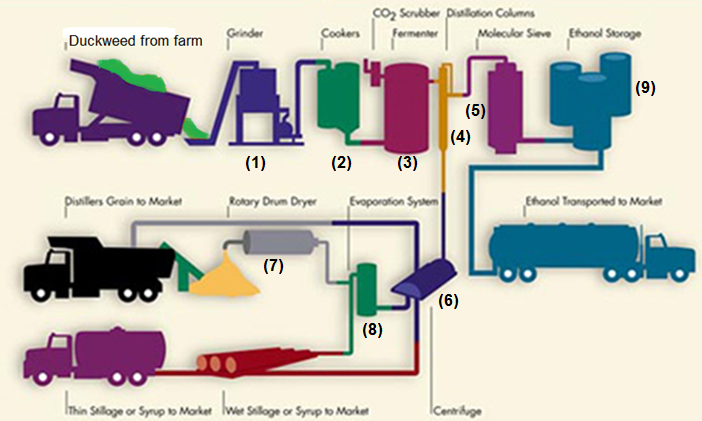 CO2 Scrubber
Distillation Columns
Duckweed from farm
Grinder
Cookers
Fermenter
Molecular Sieve
Ethanol Storage
(9)
(5)
(4)
(1)
(2)
(3)
Distillers Grain to Market
Rotary Drum Dryer
Evaporation System
Ethanol Transported to Market
(7)
(6)
(8)
Thin Stillage or Syrup to Market
Wet Stillage or Syrup to Market
Centrifuge